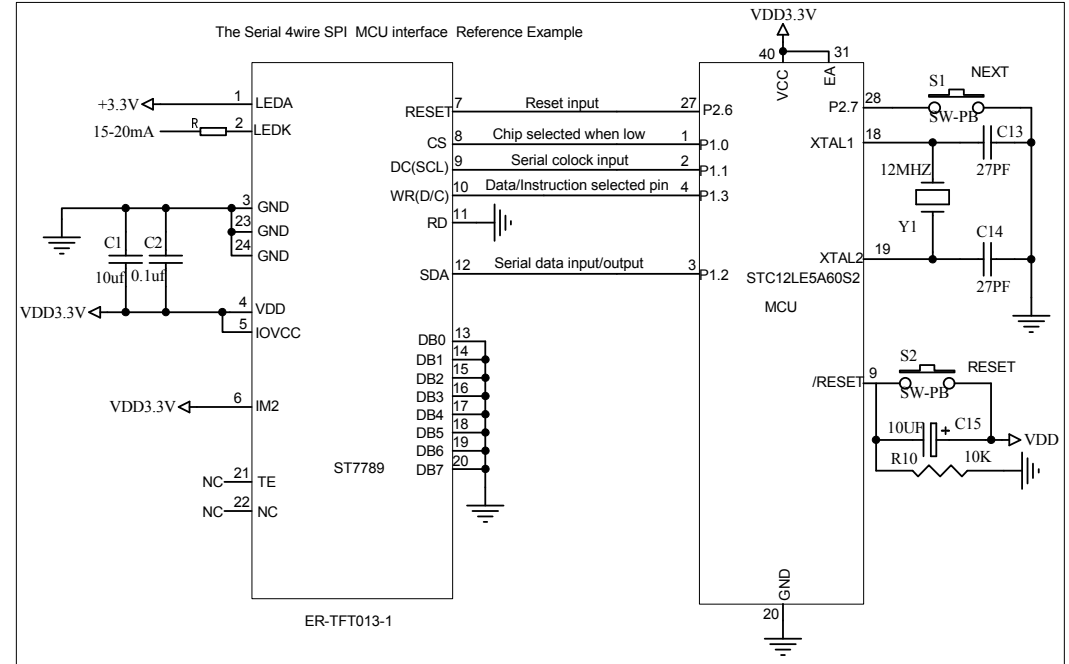 The Serial 4wire SPI  MCU interface  Reference Example
VDD3.3V
40
31
VCC
EA
+3.3V
1
LEDA
15-20mA
R
2
LEDK
RESET
7
Reset input
27
P2.6
CS
8
Chip selected when low
1
P1.0
DC(SCL)
9
Serial colock input
2
P1.1
WR(D/C)
10
Data/Instruction selected pin
4
P1.3
RD
11
SDA
12
Serial data input/output
3
P1.2
3
GND
23
GND
24
GND
C1
C2
10uf
0.1uf
VDD3.3V
4
VDD
5
IOVCC
VDD3.3V
6
IM2
NC
21
TE
NC
22
NC
ST7789
DB0
13
DB1
14
DB2
15
DB3
16
DB4
17
DB5
18
DB6
19
DB7
20
ER-TFT013-1
S1
NEXT
P2.7
28
SW-PB
XTAL1
18
C13
12MHZ
27PF
Y1
C14
XTAL2
19
27PF
STC12LE5A60S2
MCU
S2
RESET
/RESET
9
SW-PB
10UF
+
C15
VDD
R10
10K
GND
20